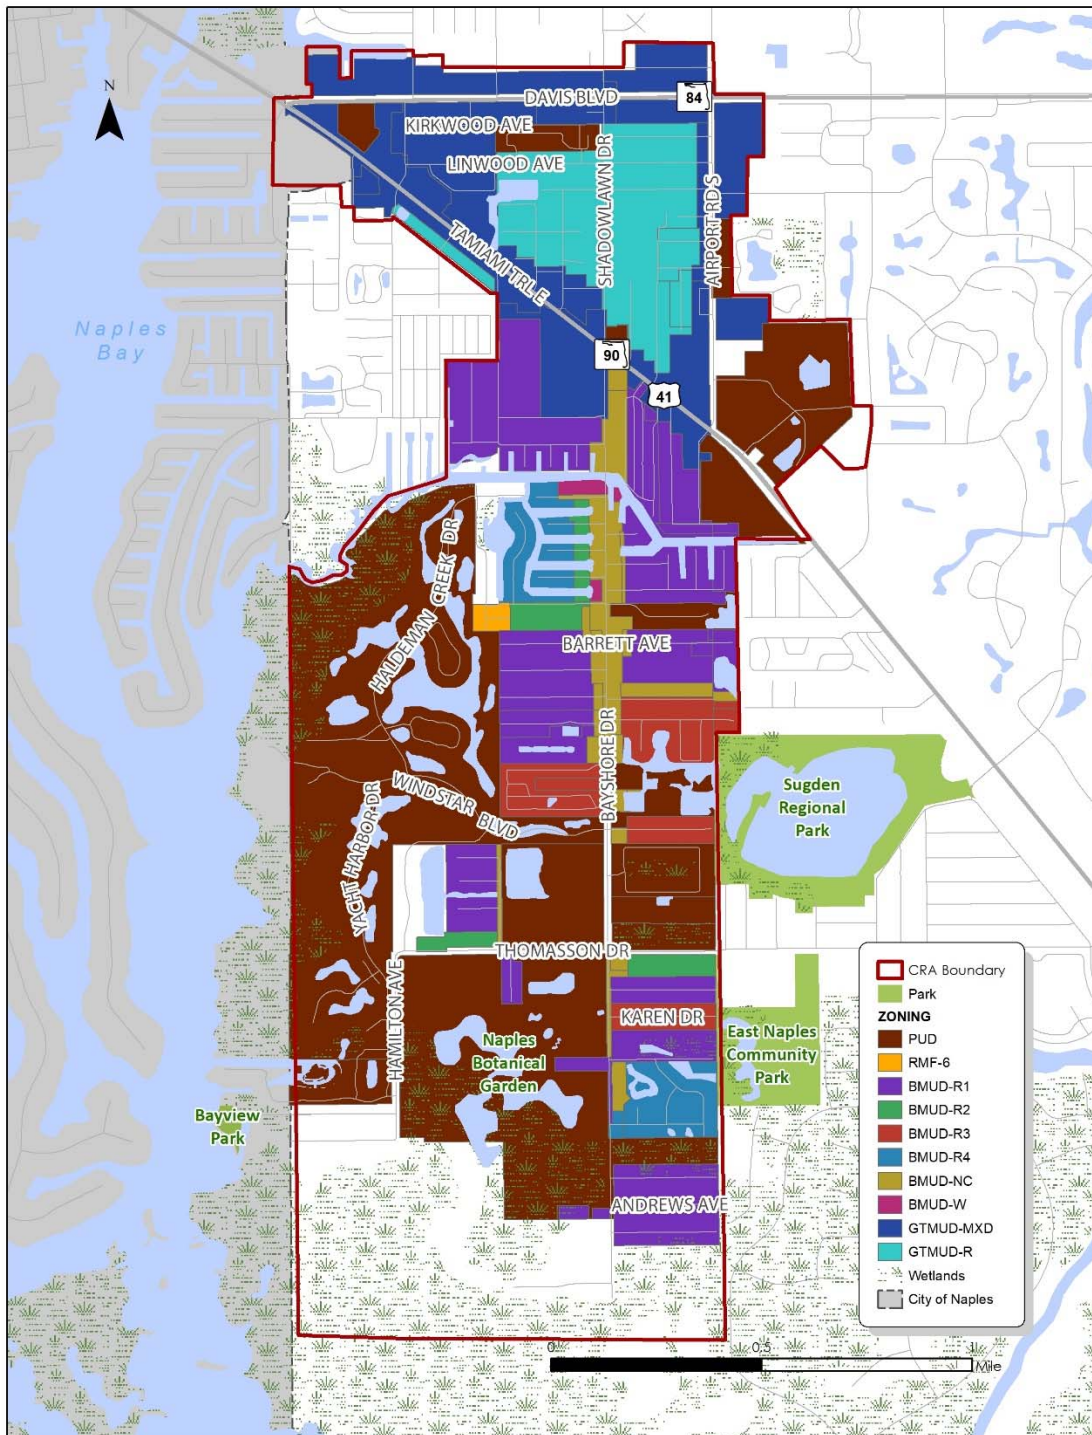 N
DAVIS BLVD
84
KIRKWOOD AVE
LINWOOD AVE
SHADOWLAWN DR
AIRPORT RD S
TAMIAMI TRL E
Naples
Bay
90
41
HALDEMAN CREEK DR
BARRETT AVE
BAYSHORE DR
WINDSTAR BLVD
YACHT HARBOR DR
Sugden
Regional
Park
THOMASSON DR
HAMILTON AVE
KAREN DR
Naples
Botanical
Garden
East Naples
Community
Park
Bayview
Park
ANDREWS AVE
CRA Boundary
Park
ZONING
PUD
RMF-6
BMUD-R1
BMUD-R2
BMUD-R3
BMUD-R4
BMUD-NC
BMUD-W
GTMUD-MXD
GTMUD-R
Wetlands
City of Naples
0 0.5 1
Mile